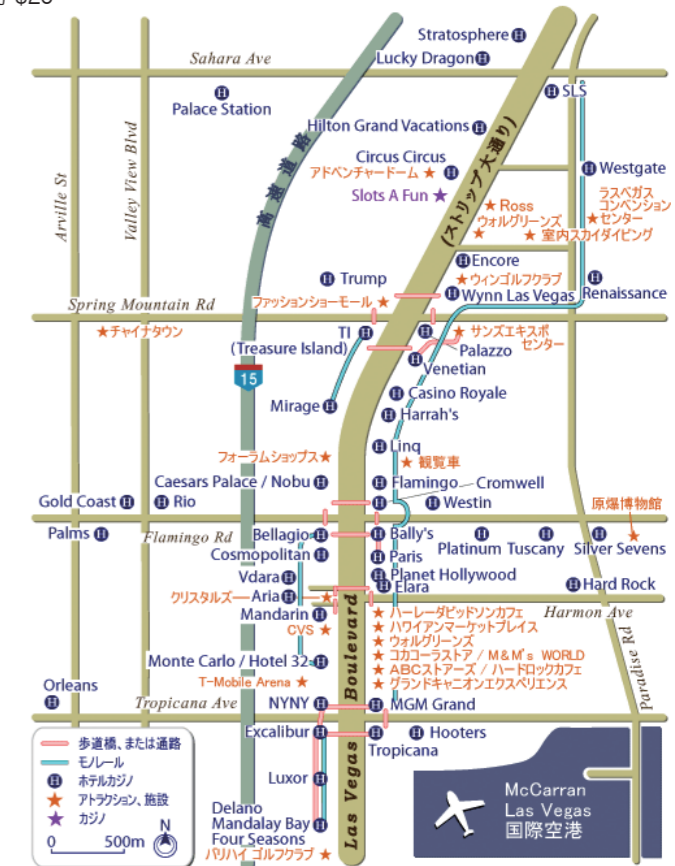 $25
Stratosphere
Sahara Ave
Lucky Dragon
SLS
Palace Station
Hilton Grand Vacations
Arville St
Valley View Blvd
高速道路
(ストリップ大通り)
Circus Circus
アドベンチャードーム
Slots A Fun
Westgate
ラスベガス
コンベンション
センター
Ross
ウォルグリーンズ
室内スカイダイビング
Encore
Trump
ウィンゴルフクラブ
Wynn Las Vegas
Renaissance
Spring Mountain Rd
ファッションショーモール
チャイナタウン
TI
(Treasure Island)
サンズエキスポ
センター
Palazzo
Venetian
15
Mirage
Casino Royale
Harrah's
Linq
フォーラムショップス
観覧車
Caesars Palace / Nobu
Flamingo
Cromwell
Gold Coast
Rio
Westin
原爆博物館
Palms
Flamingo Rd
Bellagio
Bally's
Cosmopolitan
Paris
Platinum
Tuscany
Silver Sevens
Vdara
Planet Hollywood
Elara
Hard Rock
クリスタルズ
Aria
Mandarin
Harmon Ave
CVS
ハーレーダビッドソンカフェ
ハワイアンマーケットプレイス
ウォルグリーンズ
コカコーラストア / M&M's WORLD
ABCストアーズ / ハードロックカフェ
グランドキャニオンエクスペリエンス
Monte Carlo / Hotel 32
T-Mobile Arena
Paradise Rd
Orleans
Tropicana Ave
NYNY
MGM Grand
Las Vegas Boulevard
Excalibur
Tropicana
Hooters
Luxor
Delano
Mandalay Bay
Four Seasons
バリハイ ゴルフクラブ
McCarran
Las Vegas
国際空港
歩道橋、または通路
モノレール
ホテルカジノ
アトラクション、施設
カジノ
0 500m N